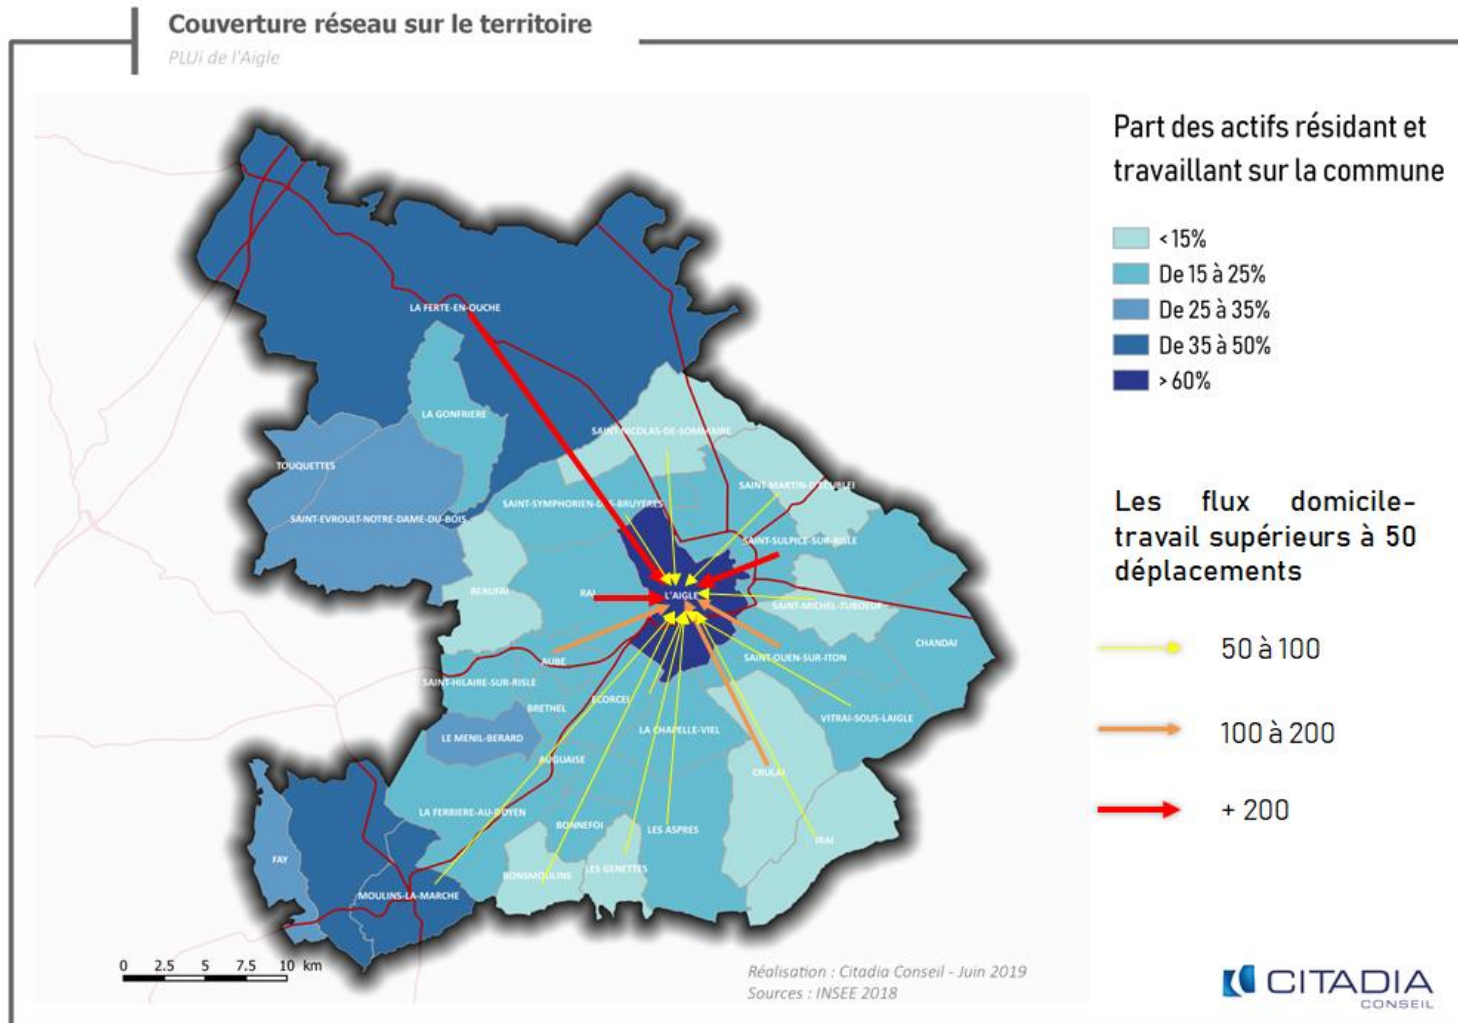 Couverture réseau sur le territoire
PLUi de l'Aigle
Part des actifs résidant et
travaillant sur la commune
< 15%
De 15 à 25%
De 25 à 35%
De 35 à 50%
> 60%
Les flux domicile-
travail supérieurs à 50
déplacements
50 à 100
100 à 200
+ 200
LA FERTE-EN-OUCHE
LA GONFRIERE
SAINT-NICOLAS-DE-SOMMAIRE
TOUQUETTES
SAINT-MARTIN-D'ECUBLEI
SAINT-SYMPHORIEN-DES-BRUYERES
SAINT-EVROULT-NOTRE-DAME-DU-BOIS
SAINT-SULPICE-SUR-RISLE
BEAUFAI
RAI
L'AIGLE
SAINT-MICHEL-TUBOEUF
CHANDAI
AUBE
SAINT-OUEN-SUR-ITON
SAINT-HILAIRE-SUR-RISLE
ECORCEI
BRETHEL
VITRAI-SOUS-LAIGLE
LA CHAPELLE-VIEL
LE MENIL-BERARD
AUGUAISE
CRULAI
LA FERRIERE-AU-DOYEN
BONNEFOI
LES ASPRES
IRAI
FAY
LES GENETTES
BONSMOULINS
MOULINS-LA-MARCHE
0 2.5 5 7.5 10 km
Réalisation : Citadia Conseil - Juin 2019
Sources : INSEE 2018
CITADIA
CONSEIL